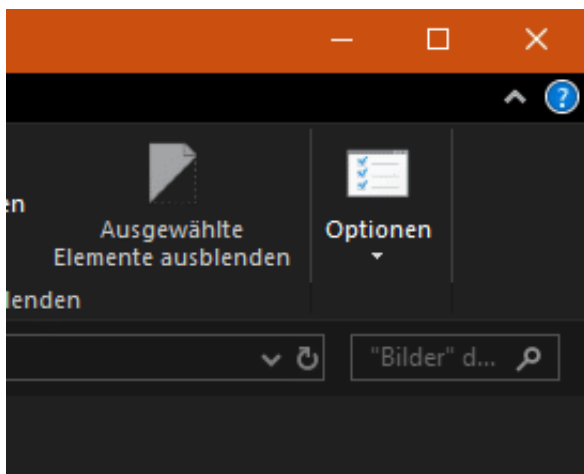 ?
en
Ausgewählte
Elemente ausblenden
Optionen
lenden
"Bilder" d...